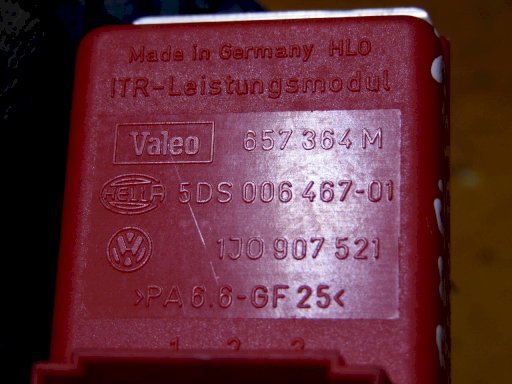 Made in Germany HLO
ITR-Leistungsmodul
Valeo 657 364 M
HELLA 5DS 006 467-01
VW 1J0 907 521
>PA 6.6-GF 25<
1 2 3